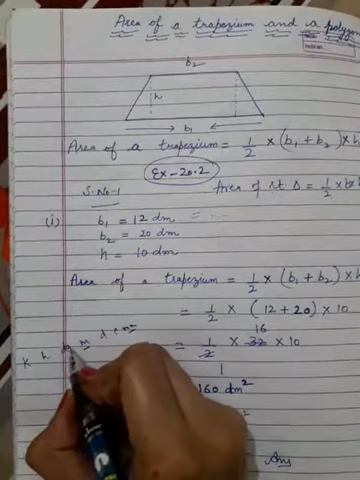 Area of a trapezium and a polygon
b₂
h
b₁
Area of a trapezium = 1/2 × (b₁ + b₂) × h
Ex - 20.2
S.No-1
Area of rt. Δ = 1/2 × b × h
(i) b₁ = 12 dm = ...
b₂ = 20 dm
h = 10 dm
Area of a trapezium = 1/2 × (b₁ + b₂) × h
= 1/2 × (12 + 20) × 10
16
= 1/2 × 32 × 10
1
160 dm²
K h m d c m
Ans